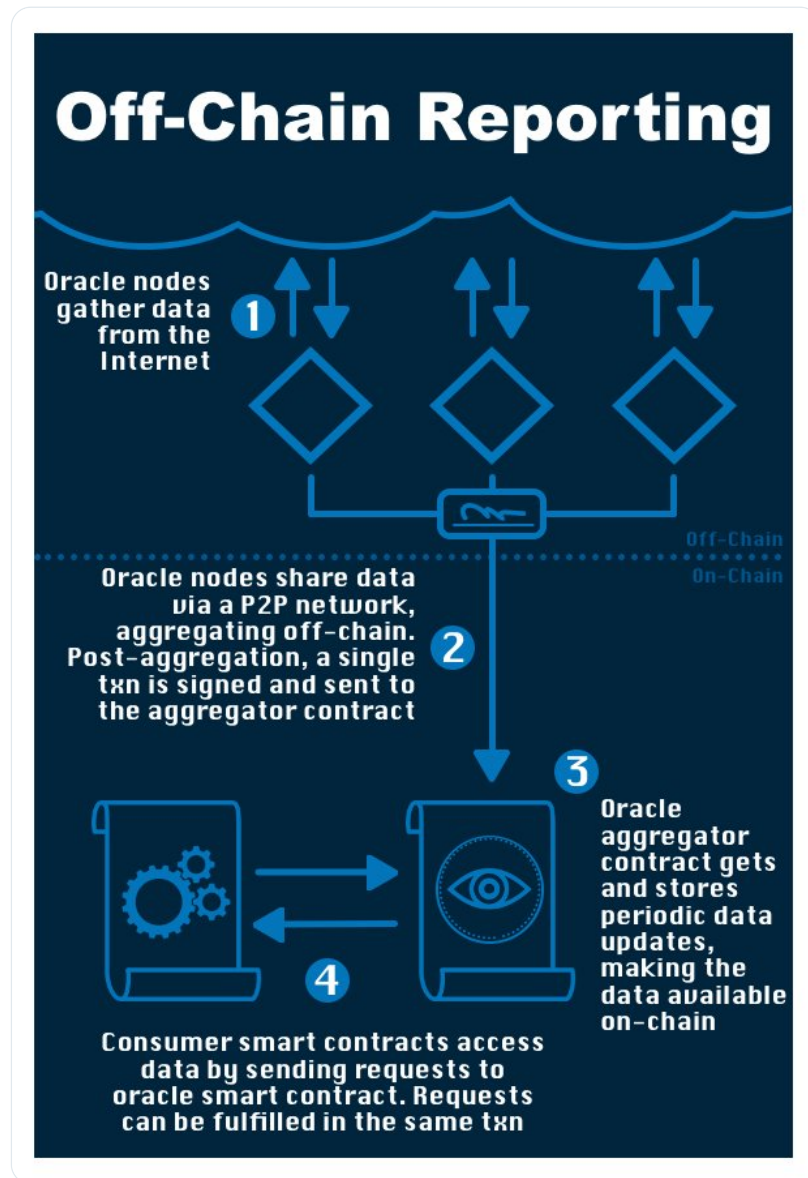 Off-Chain Reporting
Oracle nodes
gather data
from the
Internet
1
Off-Chain
On-Chain
Oracle nodes share data
via a P2P network,
aggregating off-chain.
Post-aggregation, a single
txn is signed and sent to
the aggregator contract
2
3
Oracle
aggregator
contract gets
and stores
periodic data
updates,
making the
data available
on-chain
4
Consumer smart contracts access
data by sending requests to
oracle smart contract. Requests
can be fulfilled in the same txn